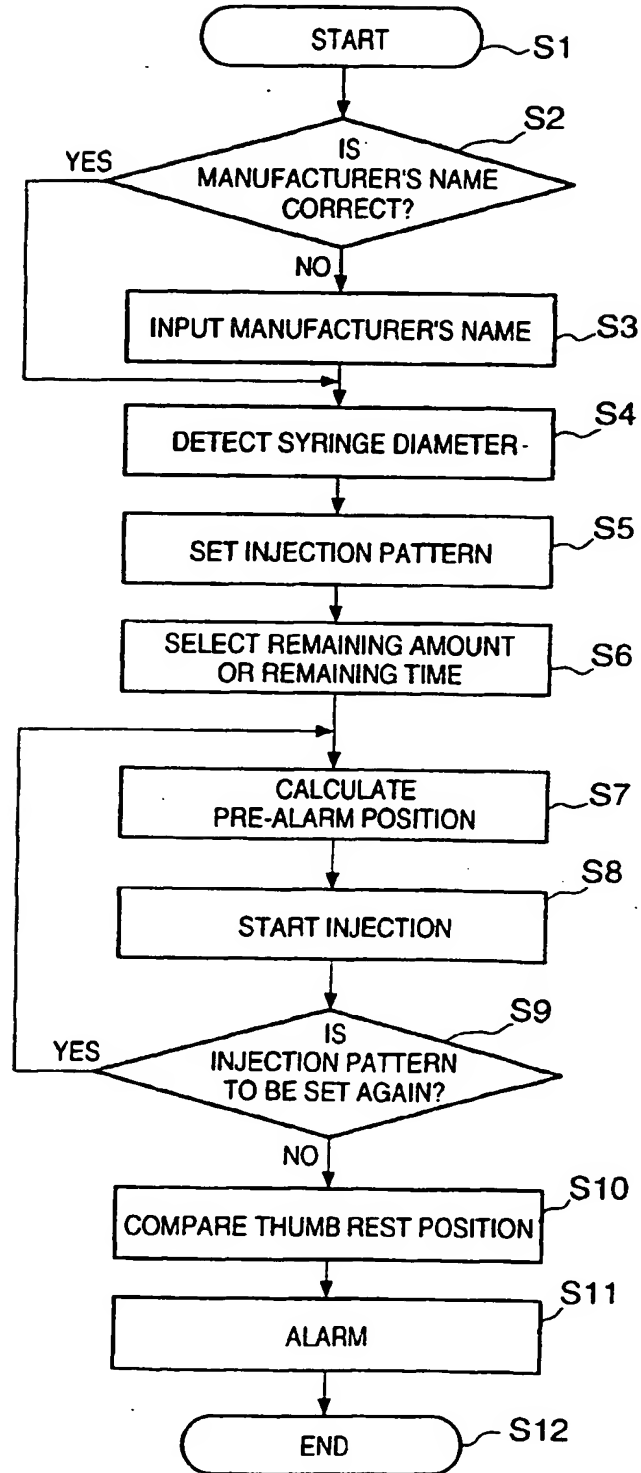 START
S1
S2
YES
IS
MANUFACTURER'S NAME
CORRECT?
NO
INPUT MANUFACTURER'S NAME
S3
DETECT SYRINGE DIAMETER
S4
SET INJECTION PATTERN
S5
SELECT REMAINING AMOUNT
OR REMAINING TIME
S6
CALCULATE
PRE-ALARM POSITION
S7
START INJECTION
S8
S9
YES
IS
INJECTION PATTERN
TO BE SET AGAIN?
NO
COMPARE THUMB REST POSITION
S10
ALARM
S11
END
S12